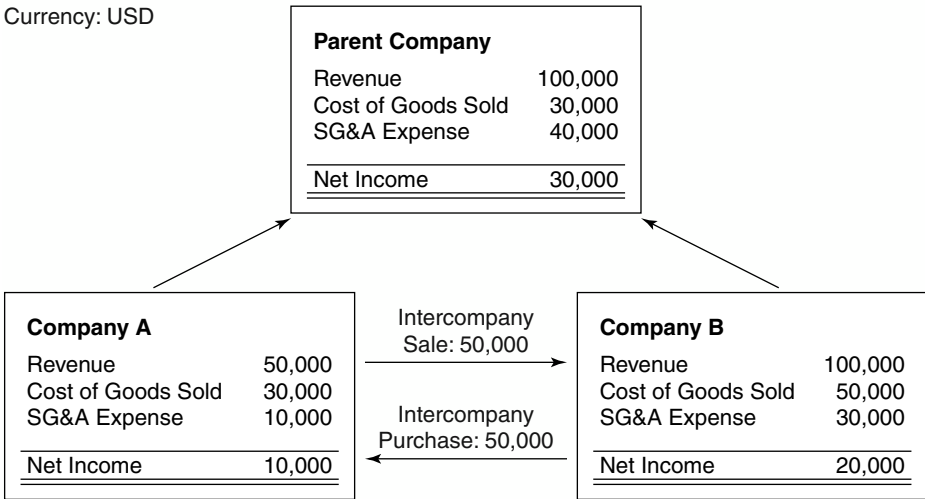 Currency: USD
Parent Company
Revenue 100,000
Cost of Goods Sold 30,000
SG&A Expense 40,000
Net Income 30,000
Company A
Revenue 50,000
Cost of Goods Sold 30,000
SG&A Expense 10,000
Net Income 10,000
Intercompany
Sale: 50,000
Intercompany
Purchase: 50,000
Company B
Revenue 100,000
Cost of Goods Sold 50,000
SG&A Expense 30,000
Net Income 20,000